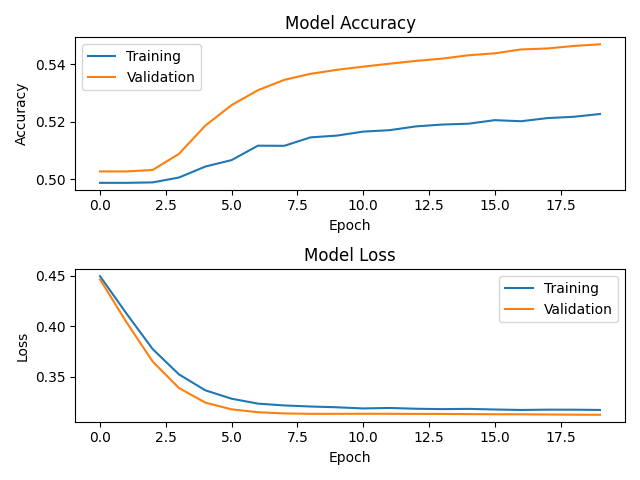 Model Accuracy
Training
Validation
Accuracy
0.54
0.52
0.50
0.0 2.5 5.0 7.5 10.0 12.5 15.0 17.5
Epoch
Model Loss
Training
Validation
Loss
0.45
0.40
0.35
0.0 2.5 5.0 7.5 10.0 12.5 15.0 17.5
Epoch